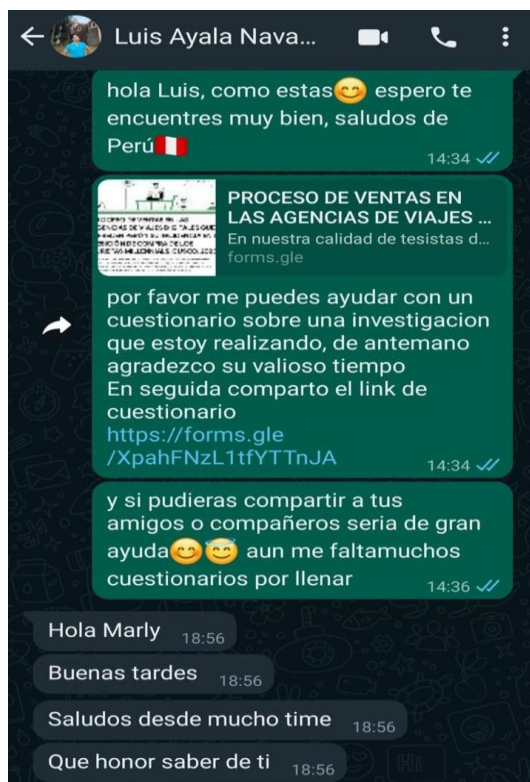 Luis Ayala Nava...
hola Luis, como estas😊 espero te
encuentres muy bien, saludos de
Perú🇵🇪
14:34
PROCESO DE VENTAS EN
LAS AGENCIAS DE VIAJES ...
En nuestra calidad de tesistas d...
forms.gle
por favor me puedes ayudar con un
cuestionario sobre una investigacion
que estoy realizando, de antemano
agradezco su valioso tiempo
En seguida comparto el link de
cuestionario
https://forms.gle
/XpahFNzL1tfYTTnJA
14:34
y si pudieras compartir a tus
amigos o compañeros seria de gran
ayuda😊😇 aun me faltamuchos
cuestionarios por llenar
14:36
Hola Marly 18:56
Buenas tardes 18:56
Saludos desde mucho time 18:56
Que honor saber de ti 18:56